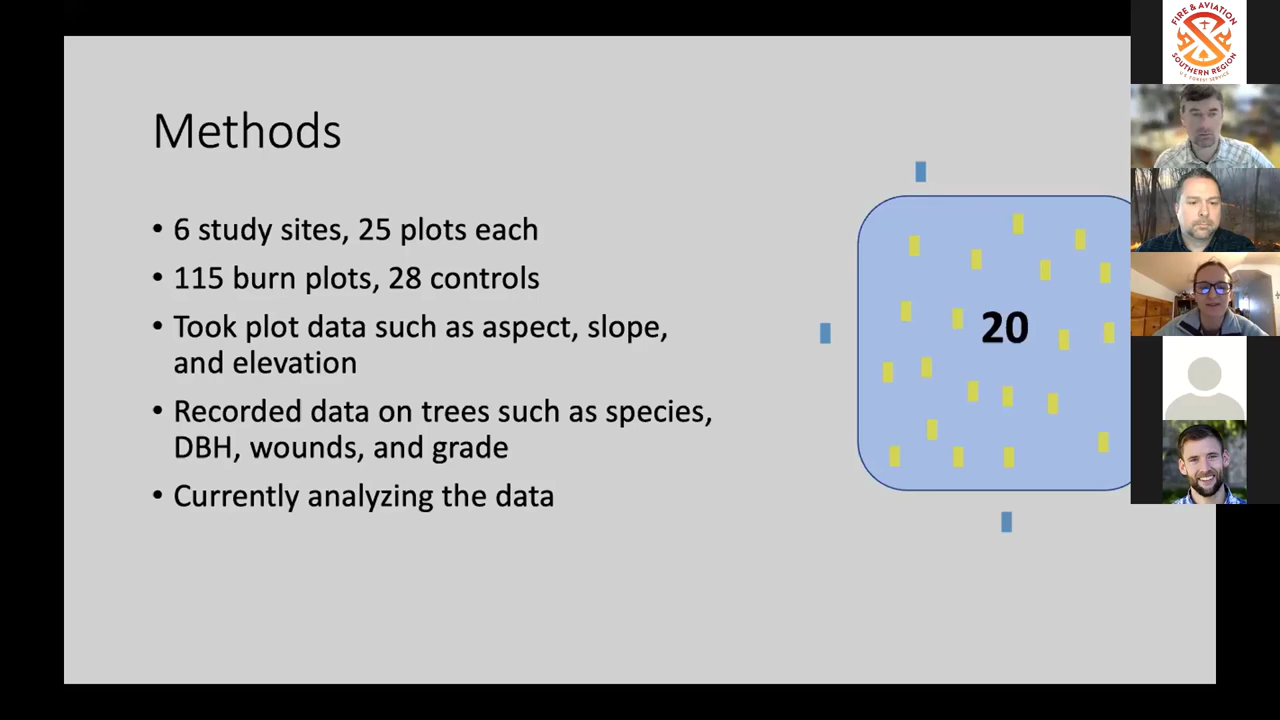 Methods
• 6 study sites, 25 plots each
• 115 burn plots, 28 controls
• Took plot data such as aspect, slope,
and elevation
• Recorded data on trees such as species,
DBH, wounds, and grade
• Currently analyzing the data
20
FIRE & AVIATION
SOUTHERN REGION
U.S. FOREST SERVICE